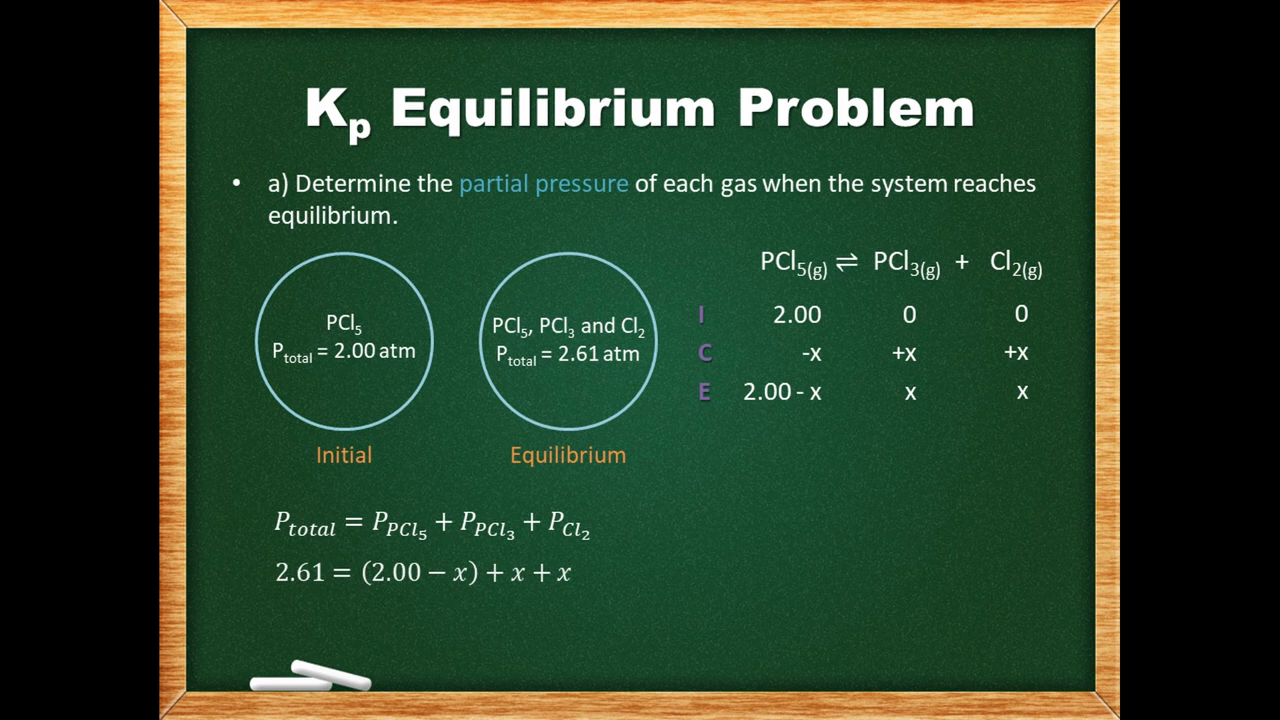 Kp Equilibrium Problem
• a) Determine the partial pressure of each gas when the system reaches
equilibrium.
PCl5
Ptotal = 2.00 atm
Initial
PCl5, PCl3 and Cl2
Ptotal = 2.61 atm
Equilibrium
PCl5(g) ⇌ PCl3(g) + Cl2(g)
I 2.00 0 0
C -x +x +x
E 2.00 - x x x
Ptotal = PPCl5 + PPCl3 + PCl2
2.61 = (2.00 − x) + x + x